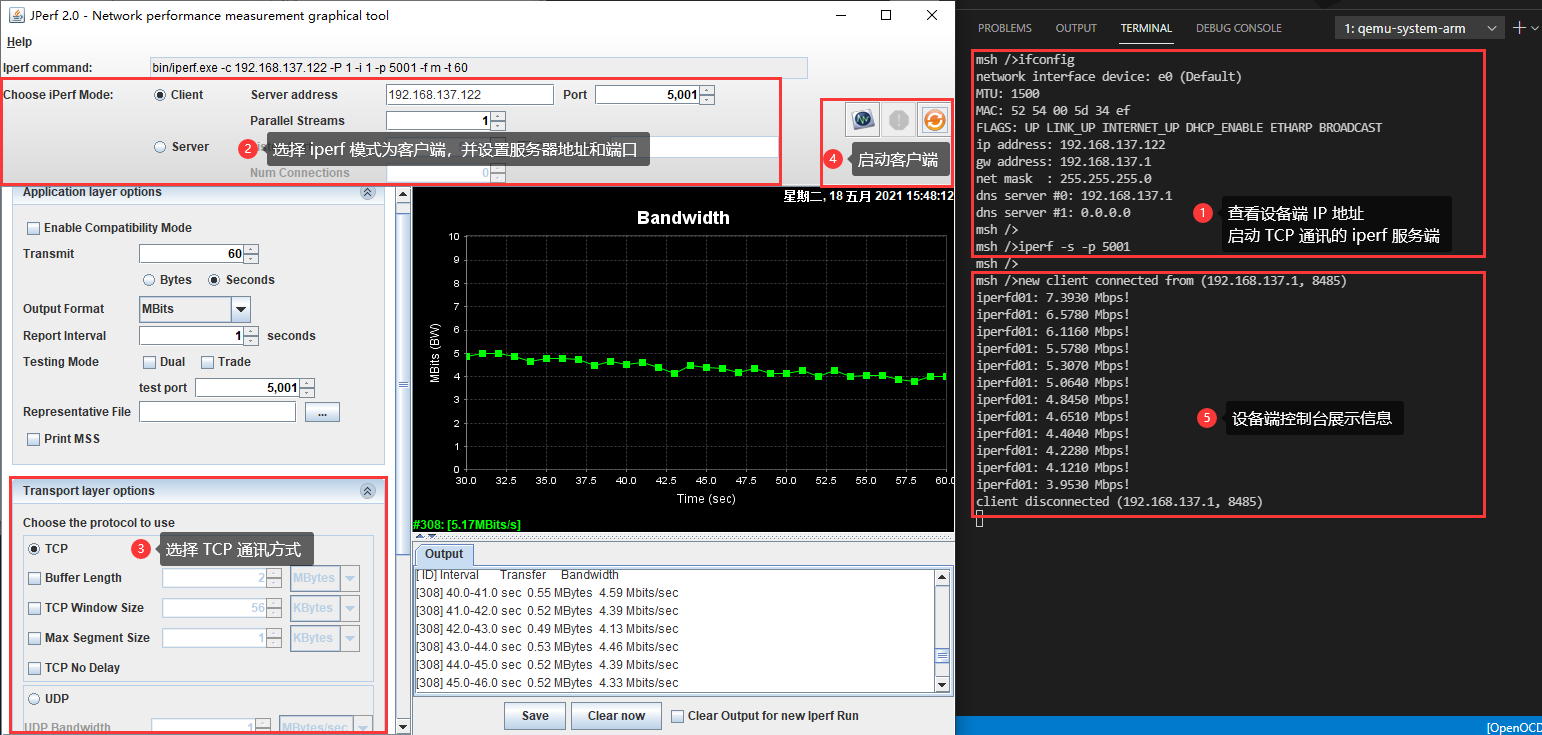 JPerf 2.0 - Network performance measurement graphical tool
Help
Iperf command:
bin/iperf.exe -c 192.168.137.122 -P 1 -i 1 -p 5001 -f m -t 60
Choose iPerf Mode:
Client
Server address
192.168.137.122
Port
5,001
Parallel Streams
1
Server
2
选择 iperf 模式为客户端，并设置服务器地址和端口
Num Connections
0
4
启动客户端
Application layer options
Enable Compatibility Mode
Transmit
60
Bytes
Seconds
Output Format
MBits
Report Interval
1
seconds
Testing Mode
Dual
Trade
test port
5,001
Representative File
...
Print MSS
Transport layer options
Choose the protocol to use
TCP
3
选择 TCP 通讯方式
Buffer Length
2
MBytes
TCP Window Size
56
KBytes
Max Segment Size
1
KBytes
TCP No Delay
UDP
UDP Bandwidth
1
MBytes/sec
星期二, 18 五月 2021 15:48:12
Bandwidth
10
9
8
7
6
5
4
3
2
1
0
MBits (BW)
30.0 32.5 35.0 37.5 40.0 42.5 45.0 47.5 50.0 52.5 55.0 57.5 60.0
Time (sec)
#308: [5.17MBits/s]
Output
[ ID] Interval Transfer Bandwidth
[308] 40.0-41.0 sec 0.55 MBytes 4.59 Mbits/sec
[308] 41.0-42.0 sec 0.52 MBytes 4.39 Mbits/sec
[308] 42.0-43.0 sec 0.49 MBytes 4.13 Mbits/sec
[308] 43.0-44.0 sec 0.53 MBytes 4.46 Mbits/sec
[308] 44.0-45.0 sec 0.52 MBytes 4.39 Mbits/sec
[308] 45.0-46.0 sec 0.52 MBytes 4.33 Mbits/sec
Save
Clear now
Clear Output for new Iperf Run
PROBLEMS
OUTPUT
TERMINAL
DEBUG CONSOLE
1: qemu-system-arm
msh />ifconfig
network interface device: e0 (Default)
MTU: 1500
MAC: 52 54 00 5d 34 ef
FLAGS: UP LINK_UP INTERNET_UP DHCP_ENABLE ETHARP BROADCAST
ip address: 192.168.137.122
gw address: 192.168.137.1
net mask  : 255.255.255.0
dns server #0: 192.168.137.1
dns server #1: 0.0.0.0
msh />
msh />iperf -s -p 5001
msh />
1
查看设备端 IP 地址
启动 TCP 通讯的 iperf 服务端
msh />new client connected from (192.168.137.1, 8485)
iperfd01: 7.3930 Mbps!
iperfd01: 6.5780 Mbps!
iperfd01: 6.1160 Mbps!
iperfd01: 5.5780 Mbps!
iperfd01: 5.3070 Mbps!
iperfd01: 5.0640 Mbps!
iperfd01: 4.8450 Mbps!
iperfd01: 4.6510 Mbps!
iperfd01: 4.4040 Mbps!
iperfd01: 4.2280 Mbps!
iperfd01: 4.1210 Mbps!
iperfd01: 3.9530 Mbps!
client disconnected (192.168.137.1, 8485)
5
设备端控制台展示信息